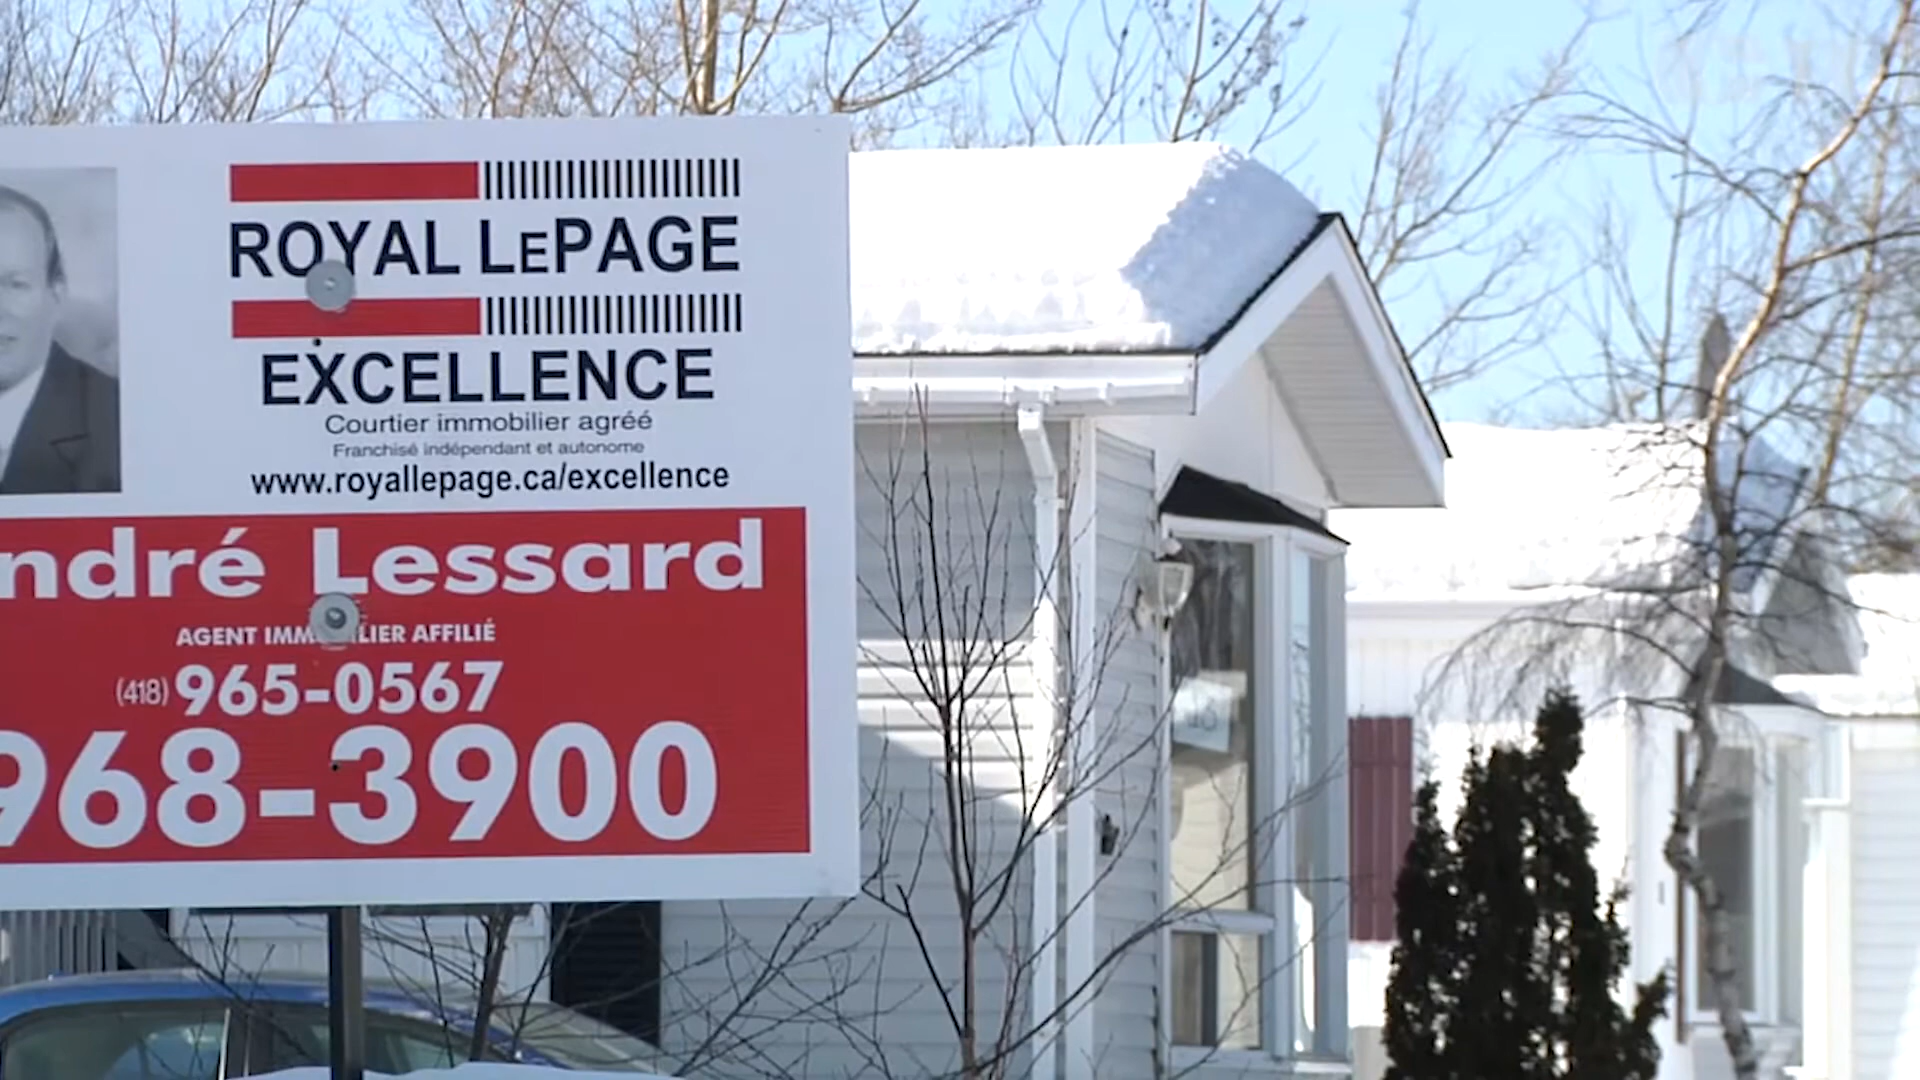 ROYAL LEPAGE
EXCELLENCE
Courtier immobilier agréé
Franchisé indépendant et autonome
www.royallepage.ca/excellence
ndré Lessard
AGENT IMMOBILIER AFFILIÉ
(418) 965-0567
968-3900